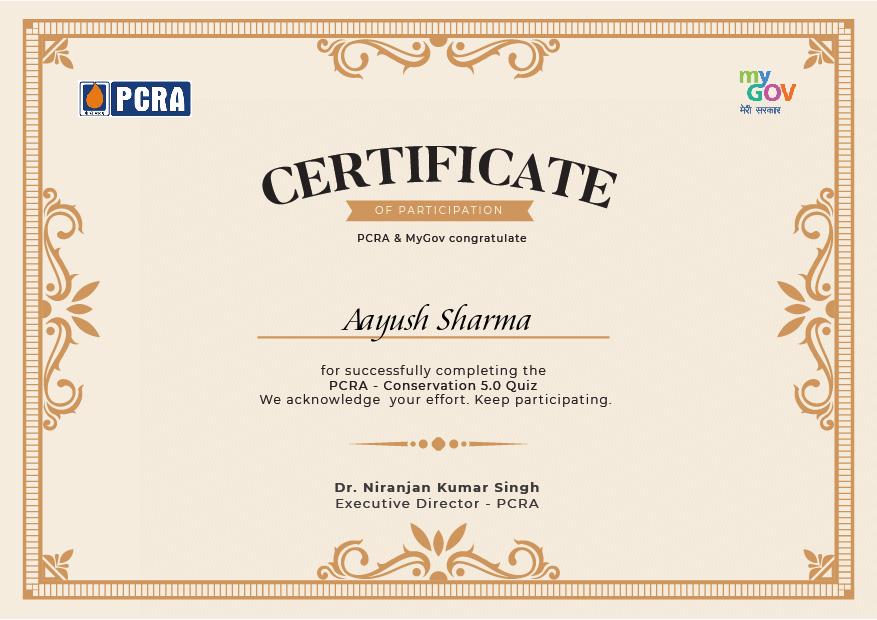 PCRA
my
GOV
मेरी सरकार
CERTIFICATE
OF PARTICIPATION
PCRA & MyGov congratulate
Aayush Sharma
for successfully completing the
PCRA - Conservation 5.0 Quiz
We acknowledge  your effort. Keep participating.
Dr. Niranjan Kumar Singh
Executive Director - PCRA